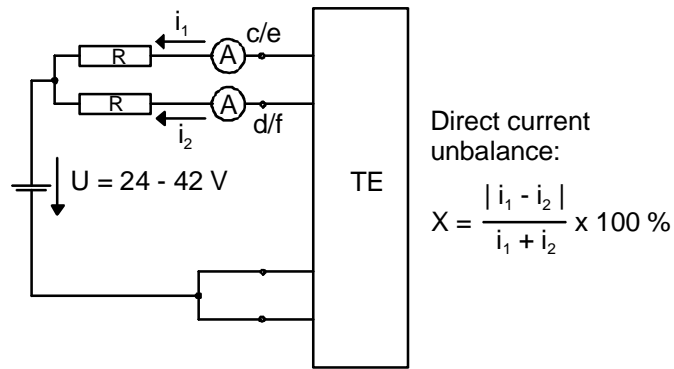 i₁
c/e
R
A
R
A
i₂
d/f
U = 24 - 42 V
TE
Direct current
unbalance:
X = | i₁ - i₂ | / i₁ + i₂ x 100 %